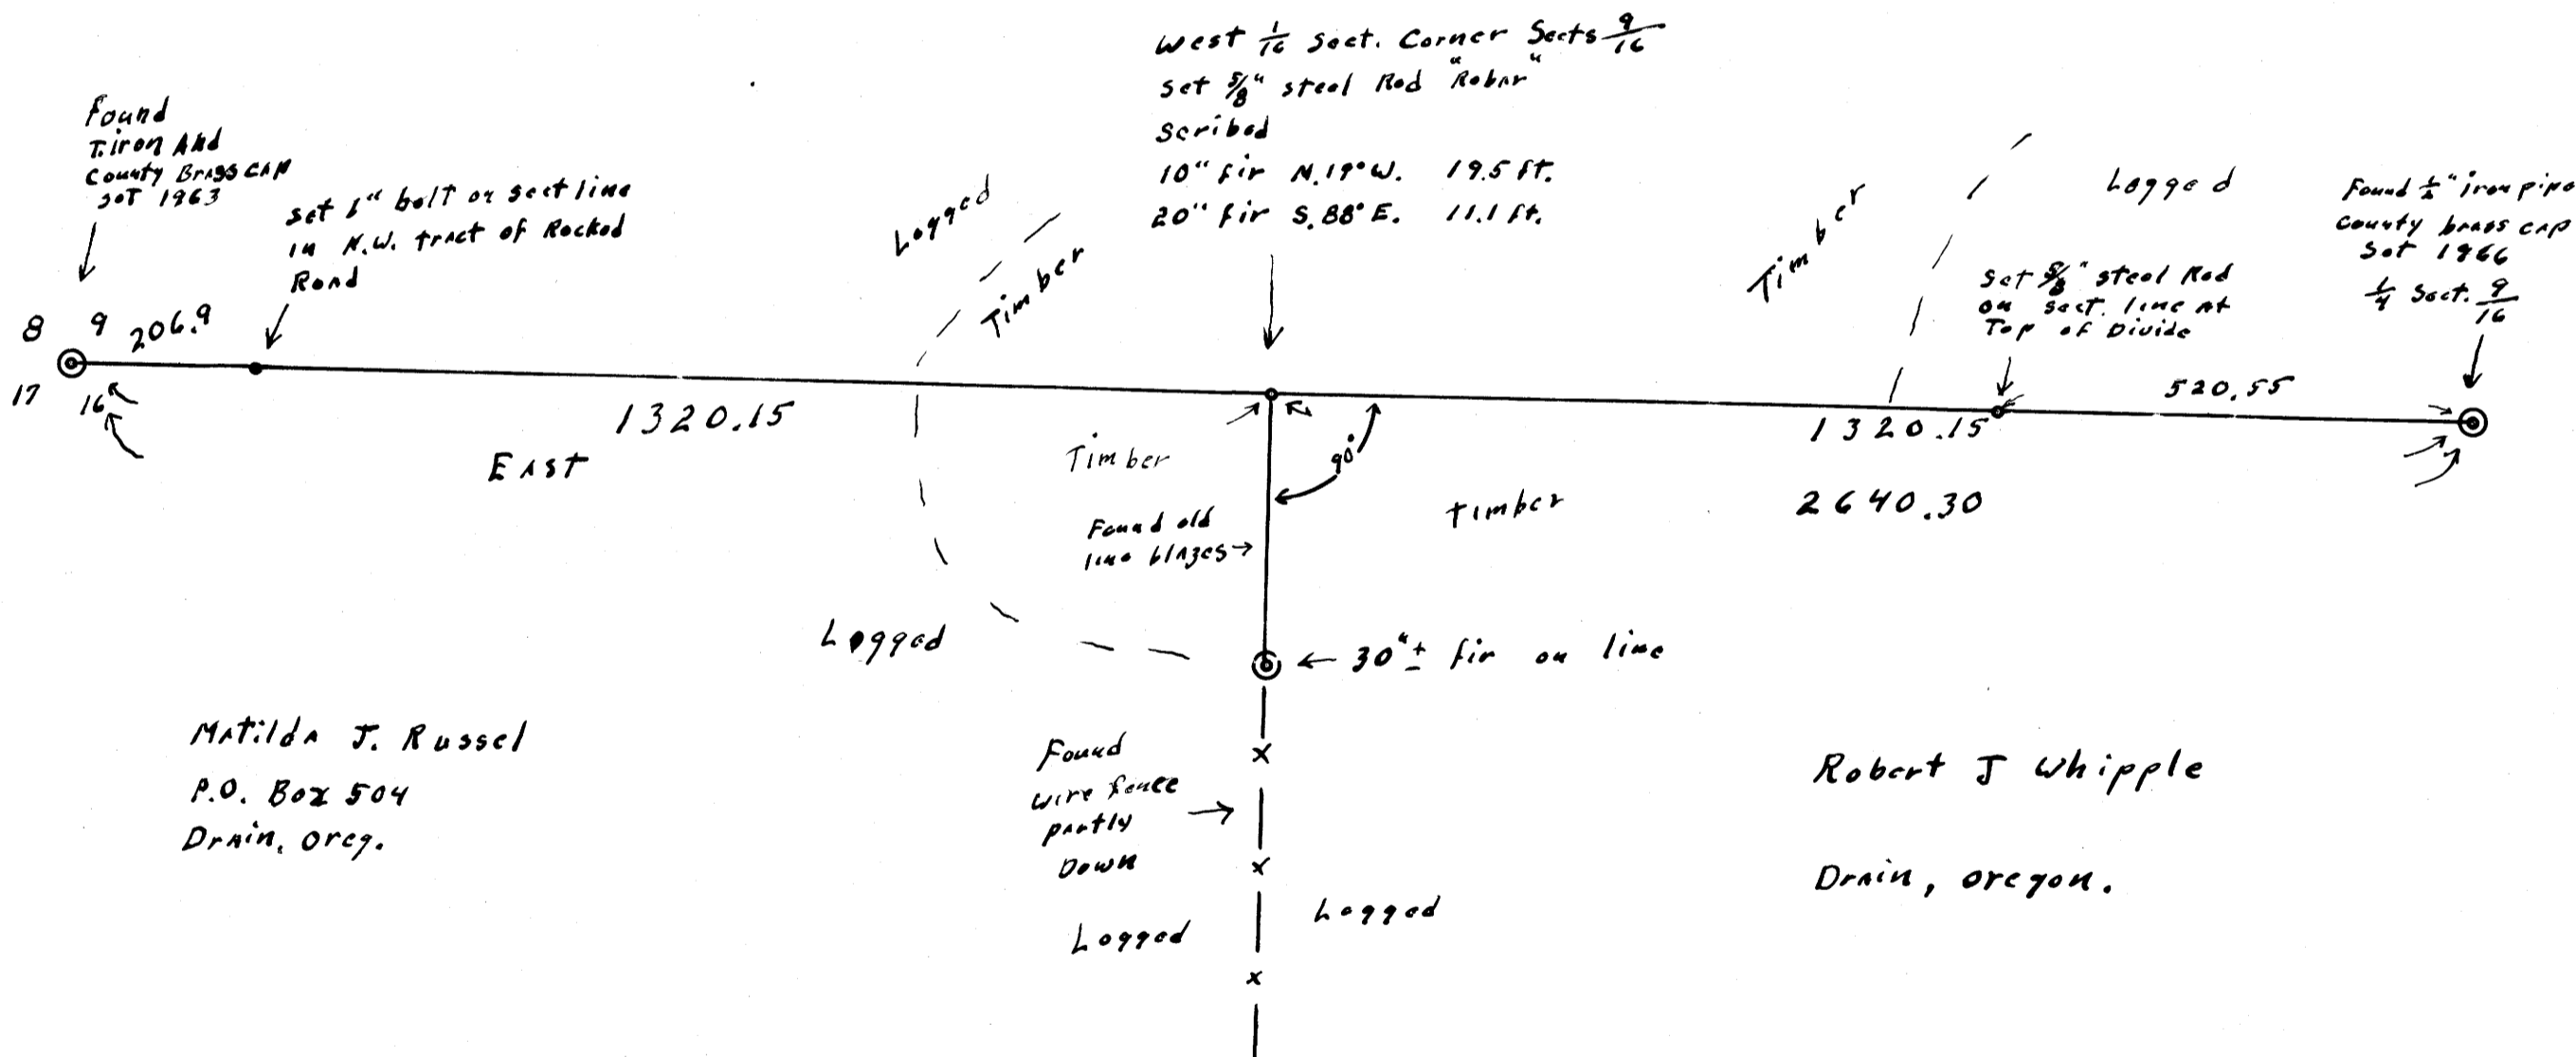 West 1/16 Sect. Corner Sects 9/16
Set 5/8" steel Rod "Rebar"
Scribed
10" fir N.19°W. 19.5 ft.
20" fir S.88°E. 11.1 ft.
Found
T.iron And
County Brass CAP
set 1963
set 6" bolt on sect line
in N.W. tract of Rocked
Road
Logged
Timber
Timber
Logged
Found 1/2" iron pipe
County brass cap
Set 1966
1/4 Sect. 9/16
Set 5/8" steel Rod
on sect. line at
Top of Divide
8 9 206.9
17 16
1320.15
East
1320.15
520.55
2640.30
Timber
90°
Timber
Found old
line blazes
Logged
30"± fir on line
Matilda J. Russel
P.O. Box 504
Drain, Oreg.
Found
wire fence
partly
Down
Robert J Whipple
Drain, Oregon.
Logged
Logged